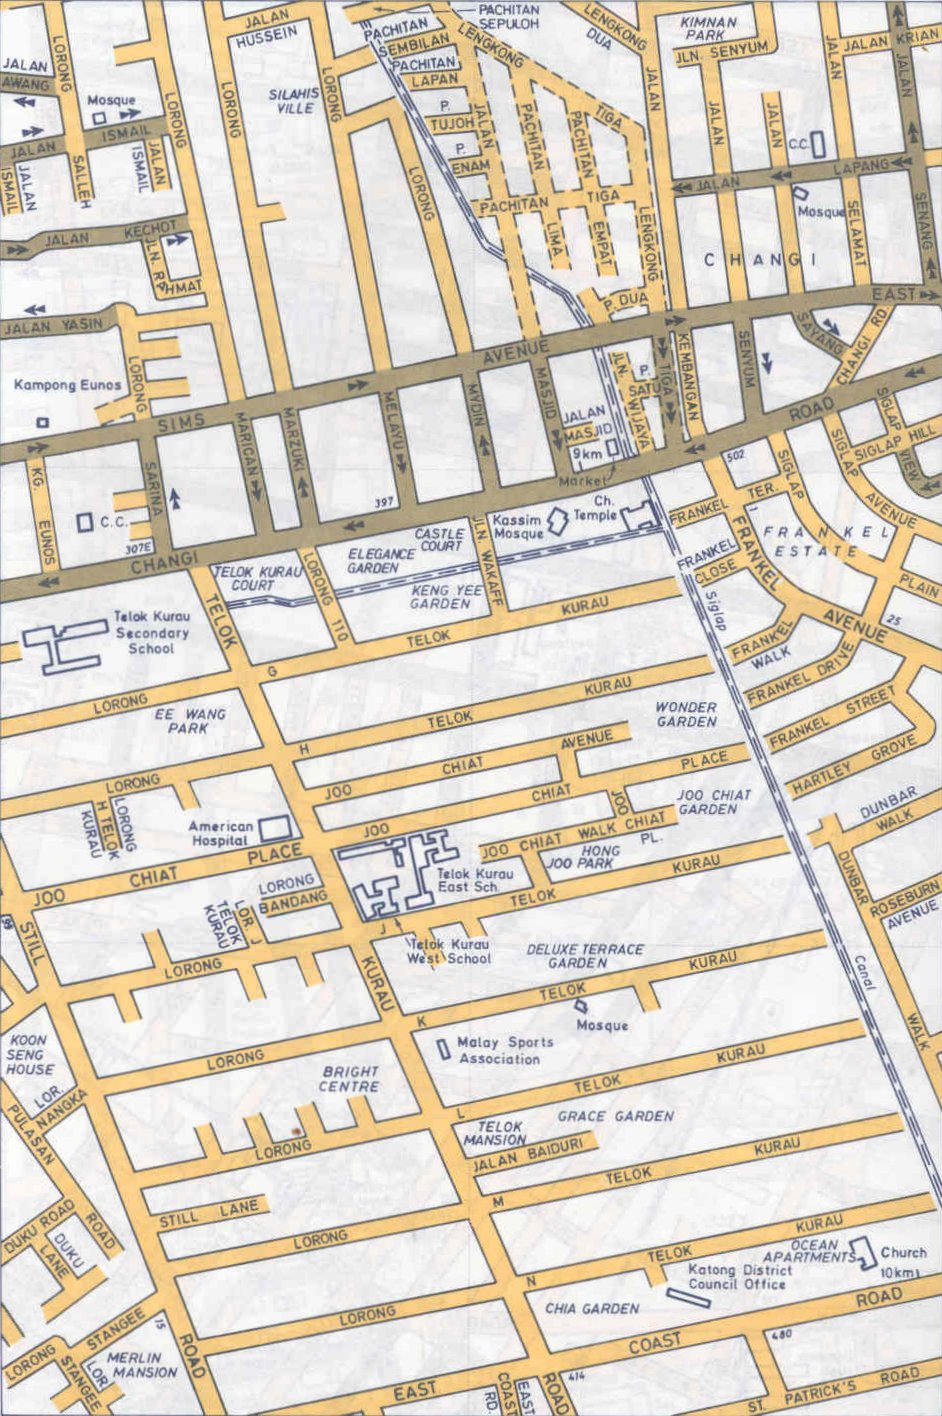 PACHITAN
SEPULOH
JALAN
HUSSEIN
PACHITAN
SEMBILAN
PACHITAN
LAPAN
LENGKONG
LENGKONG
DUA
KIMNAN
PARK
JLN. SENYUM
JALAN
JALAN KRIAN
JALAN
LORONG
JALAN
AWANG
Mosque
LORONG
LORONG
SILAHIS
VILLE
LORONG
P.
TUJOH
JALAN
PACHITAN
PACHITAN
TIGA
JALAN
JALAN
JALAN
C.C.
JALAN
ISMAIL
JALAN
ISMAIL
SALLEH
JALAN
ISMAIL
JALAN
ISMAIL
P.
ENAM
LORONG
PACHITAN
TIGA
JALAN
LAPANG
Mosque
SELAMAT
SENANG
JALAN KECHOT
JLN. RAHMAT
LIMA
EMPAT
LENGKONG
CHANGI
P. DUA
EAST
JALAN YASIN
LORONG
Kampong Eunos
SIMS
AVENUE
JLN.
WIJAYA
P.
SATU
TIGA
KEMBANGAN
SENYUM
SAYANG
CHANGI RD.
MARICAN
MARZUKI
MELAYU
MYDIN
MASJID
JALAN
MASJID
9km
Market
ROAD
SIGLAP
SIGLAP HILL
SIGLAP
VIEW
KG.
EUNOS
SARINA
C.C.
307E
CHANGI
397
CASTLE
COURT
JLN WAKAFF
Kassim
Mosque
Ch.
Temple
FRANKEL
TER.
502
SIGLAP
AVENUE
FRANKEL
ESTATE
PLAIN
TELOK KURAU
COURT
LORONG
110
ELEGANCE
GARDEN
KENG YEE
GARDEN
FRANKEL
CLOSE
FRANKEL
AVENUE
25
Siglap
Telok Kurau
Secondary
School
TELOK
G
TELOK
KURAU
FRANKEL
WALK
FRANKEL DRIVE
FRANKEL STREET
LORONG
EE WANG
PARK
H
TELOK
KURAU
WONDER
GARDEN
HARTLEY GROVE
LORONG
JOO
CHIAT
AVENUE
CHIAT
PLACE
LORONG
H TELOK
KURAU
American
Hospital
JOO
JOO
CHIAT
PL.
JOO CHIAT
GARDEN
DUNBAR
WALK
JOO CHIAT WALK
HONG
JOO PARK
JOO
CHIAT
PLACE
LORONG
BANDANG
Telok Kurau
East Sch.
TELOK
KURAU
DUNBAR
ROSEBURN
AVENUE
LOR. J
TELOK
KURAU
J
STILL
Telok Kurau
West School
DELUXE TERRACE
GARDEN
LORONG
KURAU
TELOK
KURAU
Canal
WALK
K
Mosque
KOON
SENG
HOUSE
LORONG
Malay Sports
Association
TELOK
KURAU
LOR.
NANGKA
BRIGHT
CENTRE
PULASAN
L
TELOK
MANSION
GRACE GARDEN
LORONG
JALAN BAIDURI
TELOK
KURAU
M
STILL LANE
DUKU ROAD
DUKU
LANE
ROAD
LORONG
TELOK
KURAU
OCEAN
APARTMENTS
Church
10km
Katong District
Council Office
N
LORONG
CHIA GARDEN
ROAD
STANGEE
15
COAST
480
LORONG
STANGEE
LOR.
MERLIN
MANSION
ROAD
EAST
EAST
COAST
RD.
ROAD
414
ST. PATRICK'S ROAD